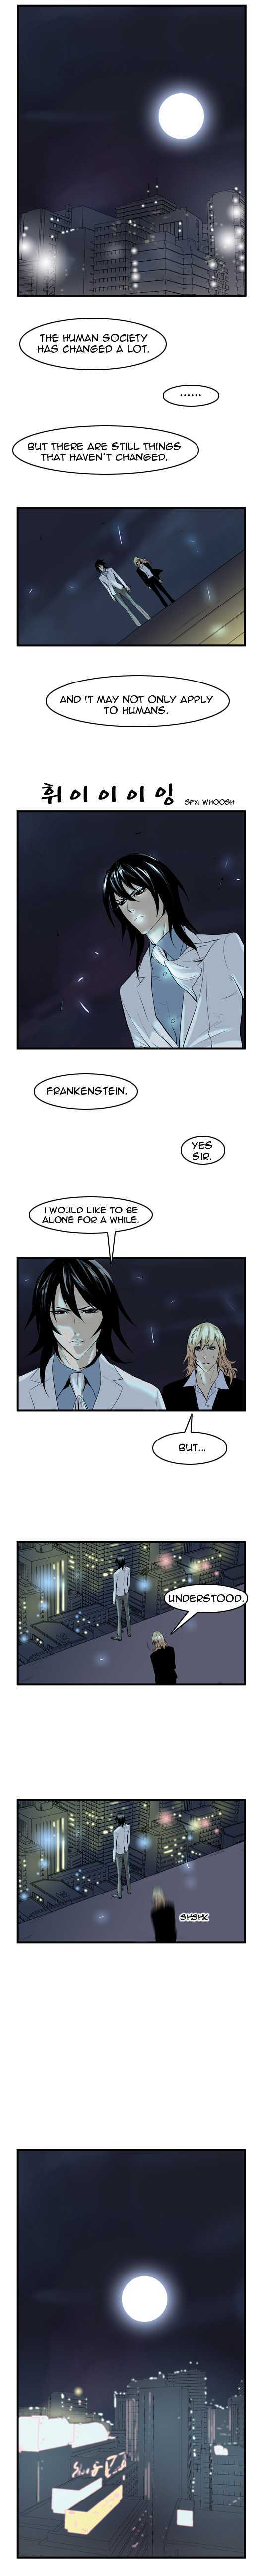 THE HUMAN SOCIETY
HAS CHANGED A LOT.
......
BUT THERE ARE STILL THINGS
THAT HAVEN'T CHANGED.
AND IT MAY NOT ONLY APPLY
TO HUMANS.
휘이이이잉 SFX: WHOOSH
FRANKENSTEIN.
YES
SIR.
I WOULD LIKE TO BE
ALONE FOR A WHILE.
BUT...
UNDERSTOOD.
SHSHK